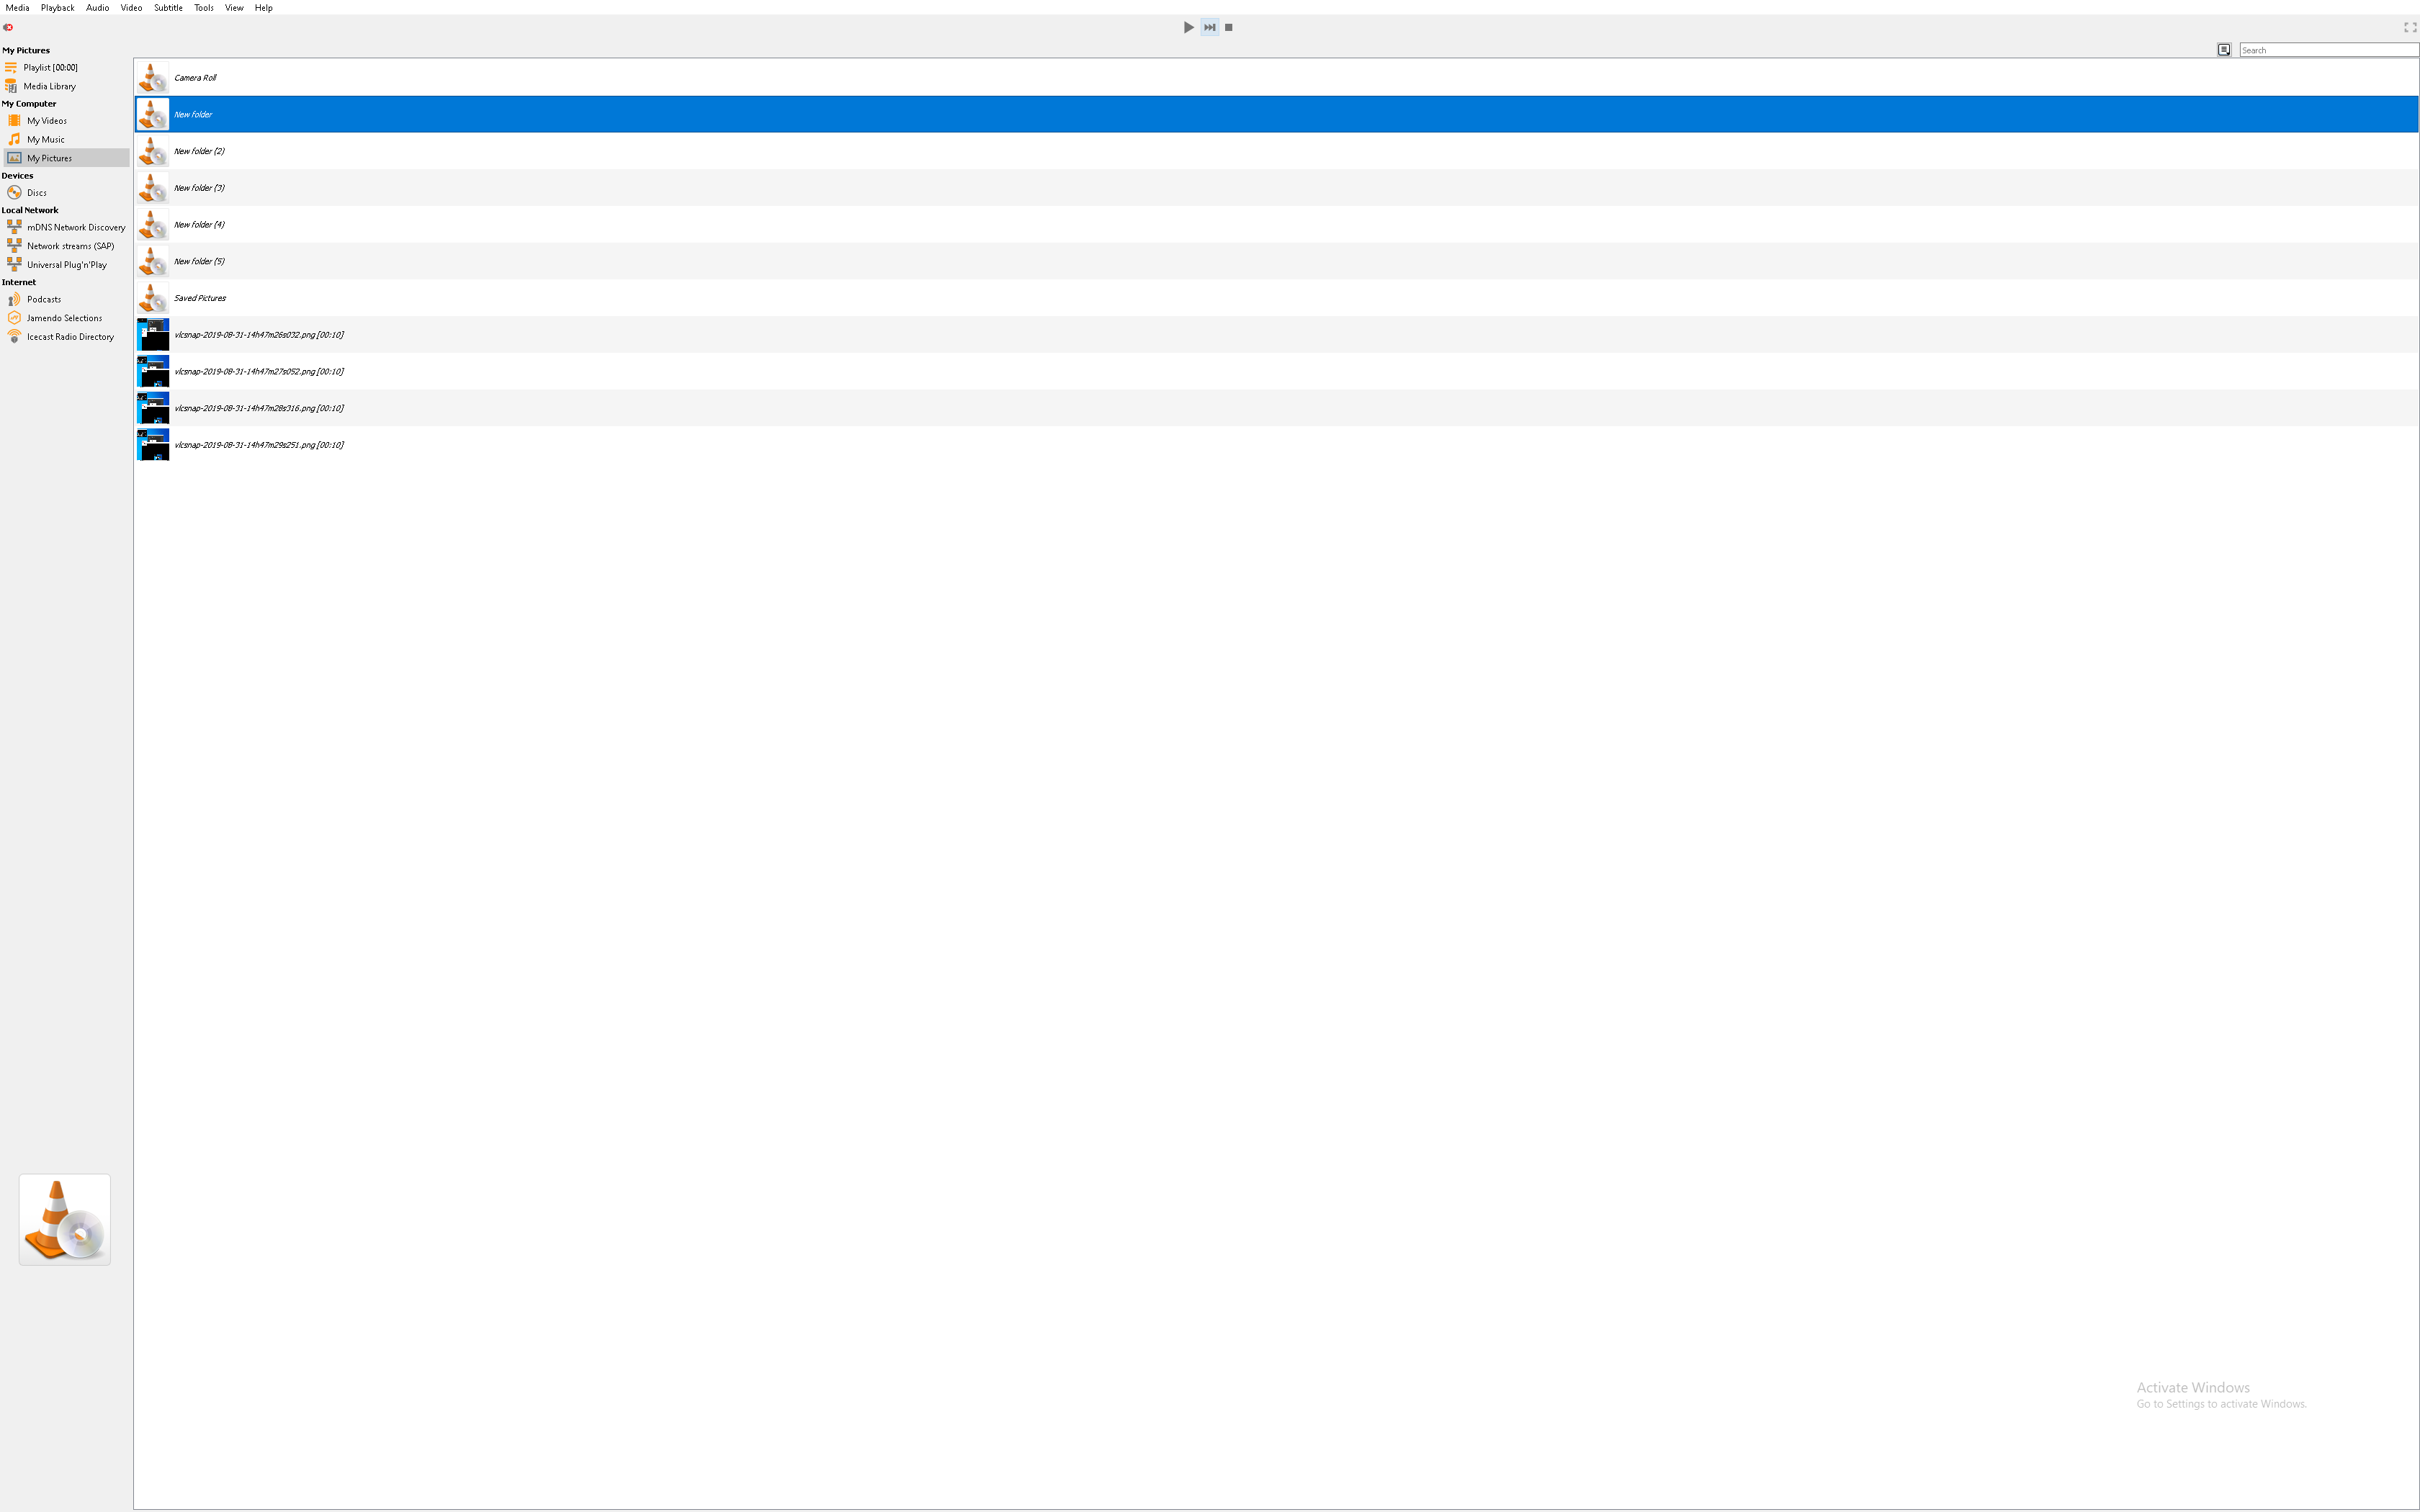 Media Playback Audio Video Subtitle Tools View Help
My Pictures
Search
Playlist [00:00]
Media Library
My Computer
My Videos
My Music
My Pictures
Devices
Discs
Local Network
mDNS Network Discovery
Network streams (SAP)
Universal Plug'n'Play
Internet
Podcasts
Jamendo Selections
Icecast Radio Directory
Camera Roll
New folder
New folder (2)
New folder (3)
New folder (4)
New folder (5)
Saved Pictures
vlcsnap-2019-08-31-14h47m26s032.png [00:10]
vlcsnap-2019-08-31-14h47m27s052.png [00:10]
vlcsnap-2019-08-31-14h47m28s316.png [00:10]
vlcsnap-2019-08-31-14h47m29s251.png [00:10]
Activate Windows
Go to Settings to activate Windows.